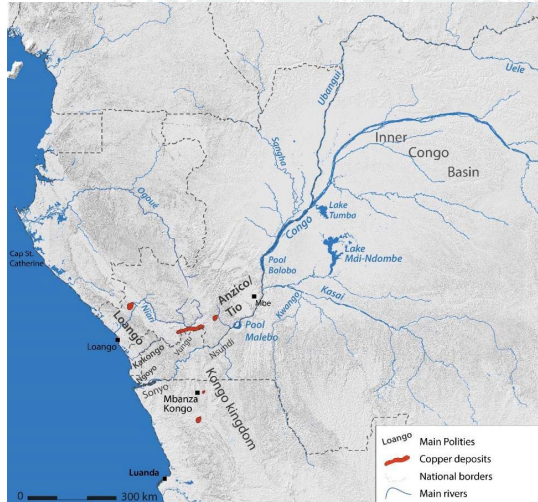 Uele
Ubangui
Sangha
Inner
Congo
Basin
Ogoué
Lake
Tumba
Congo
Lake
Mai-Ndombe
Cap St.
Catherine
Pool
Bolobo
Anzico/
Tio
Mbe
Kasai
Kwango
Niari
Loango
Loango
Kakongo
Ngoyo
Vungu
Pool
Malebo
Nsundi
Sonyo
Mbanza
Kongo
Kongo Kingdom
Luanda
0 300 km
Loango Main Polities
Copper deposits
National borders
Main rivers